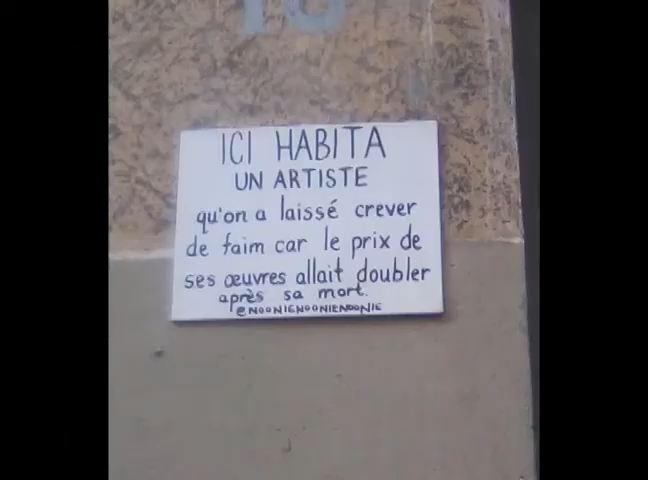 ICI HABITA
UN ARTISTE
qu'on a laissé crever
de faim car le prix de
ses œuvres allait doubler
après sa mort.
@NOONIENOONIENOONIE